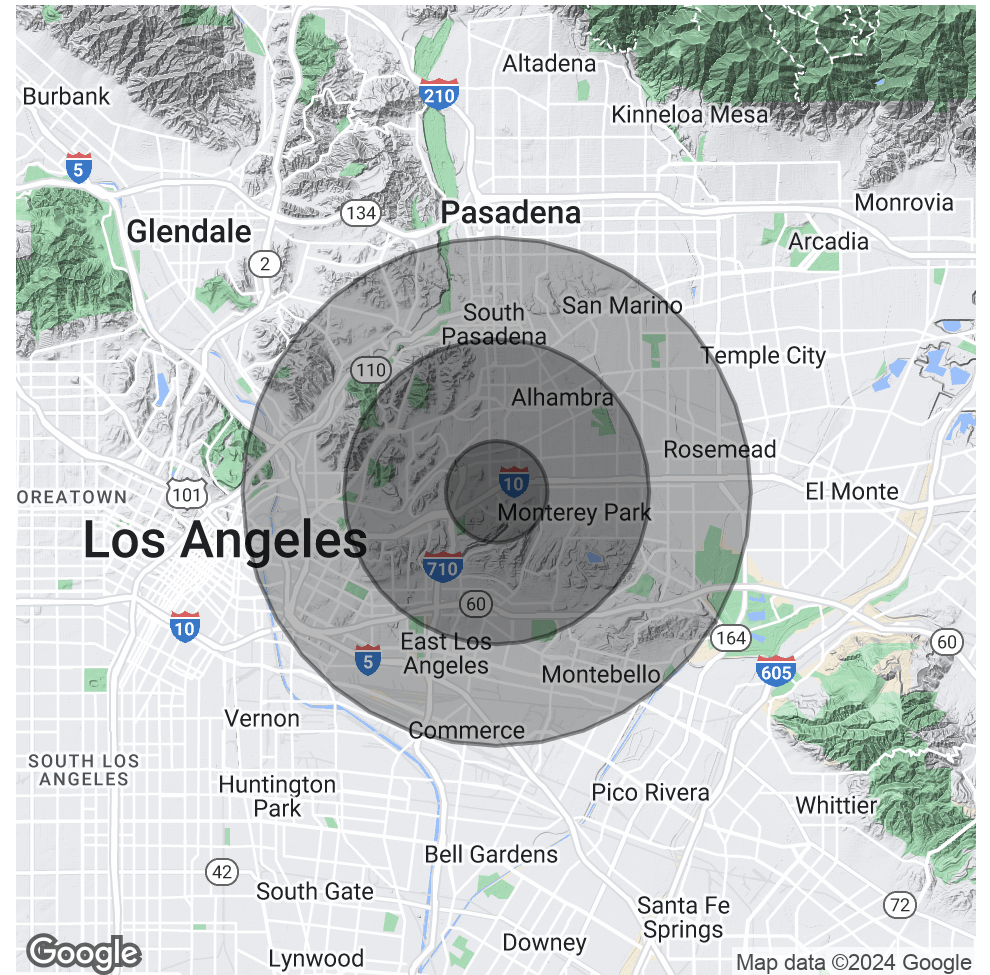 Altadena
Burbank
210
Kinneloa Mesa
5
Monrovia
134
Pasadena
Glendale
Arcadia
2
San Marino
South
Pasadena
Temple City
110
Alhambra
Rosemead
10
El Monte
OREATOWN
101
Monterey Park
Los Angeles
710
60
10
164
60
East Los
Angeles
5
605
Montebello
Vernon
Commerce
SOUTH LOS
ANGELES
Huntington
Park
Pico Rivera
Whittier
Bell Gardens
42
South Gate
72
Santa Fe
Springs
Downey
Google
Lynwood
Map data ©2024 Google